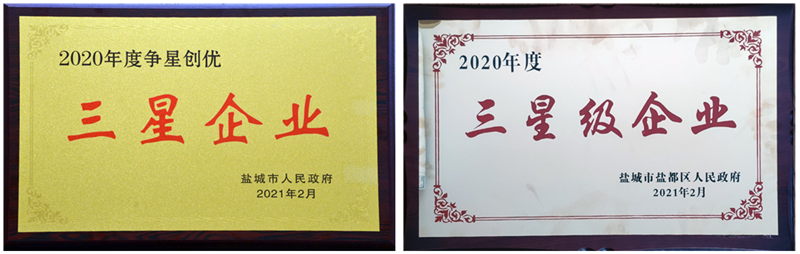 2020年度争星创优
三星企业
盐城市人民政府
2021年2月
2020年度
三星级企业
盐城市盐都区人民政府
2021年2月